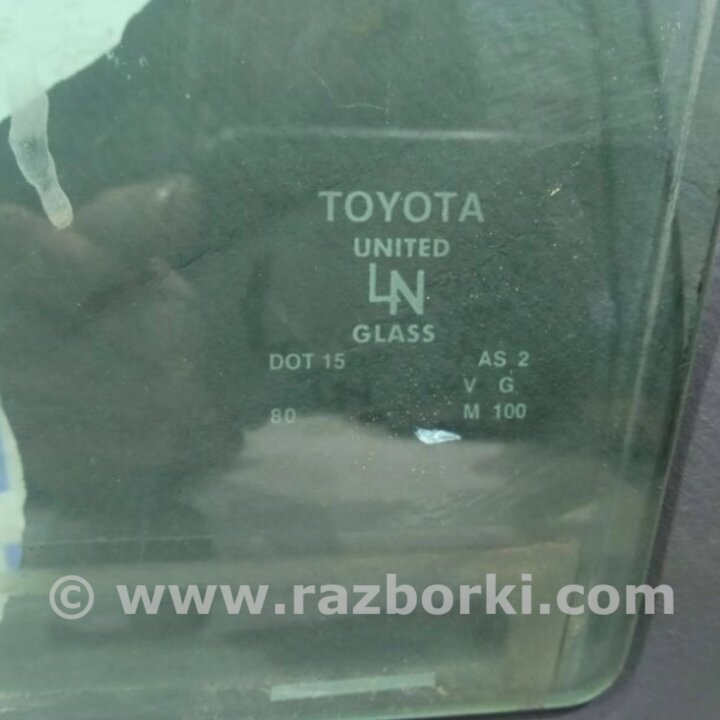 TOYOTA
UNITED
LN
GLASS
DOT 15 AS 2
V G
80 M 100
© www.razborki.com